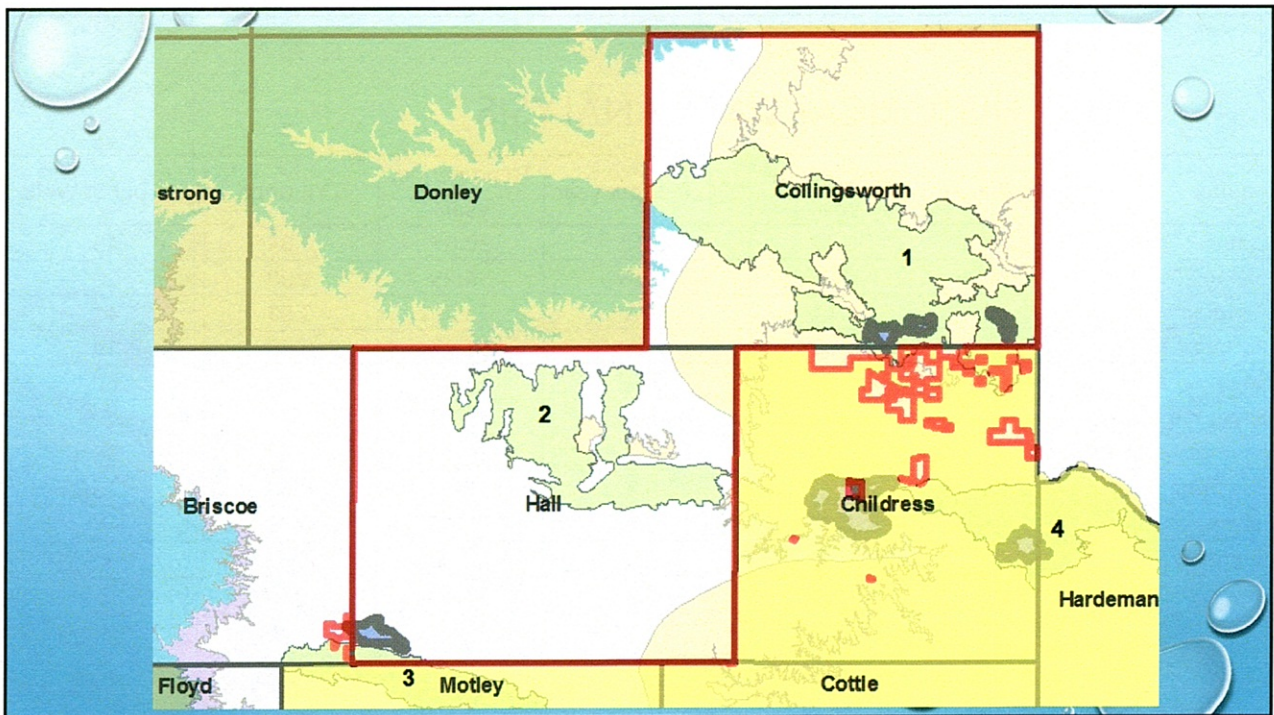 strong
Donley
Collingsworth
1
2
Hall
Briscoe
Childress
4
Hardeman
3
Motley
Floyd
Cottle